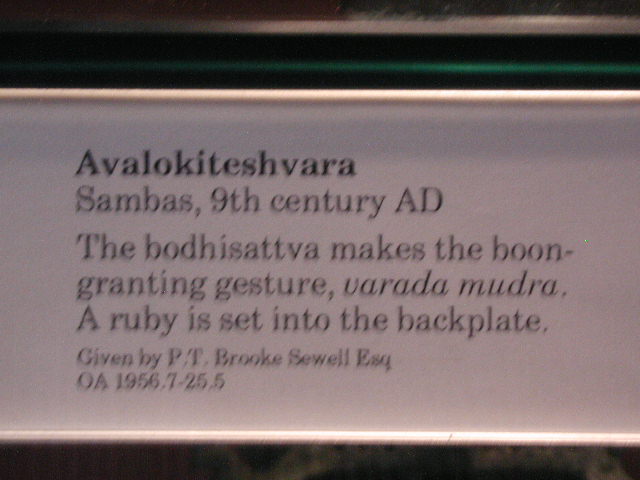 Avalokiteshvara
Sambas, 9th century AD
The bodhisattva makes the boon-
granting gesture, varada mudra.
A ruby is set into the backplate.
Given by P.T. Brooke Sewell Esq
OA 1956.7-25.5